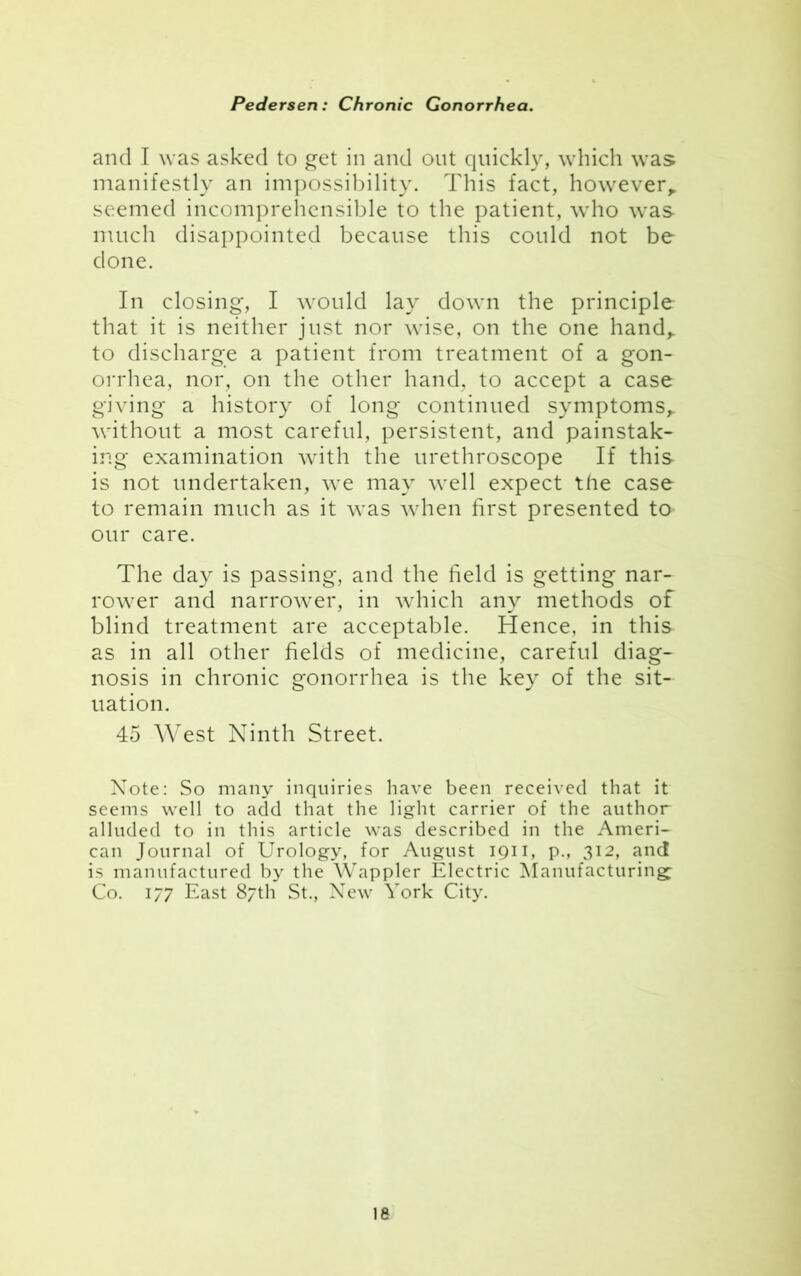 Pedersen: Chronic Gonorrhea.
and I was asked to get in and out quickly, which was
manifestly an impossibility. This fact, however,
seemed incomprehensible to the patient, who was
much disappointed because this could not be
done.
In closing, I would lay down the principle
that it is neither just nor wise, on the one hand,
to discharge a patient from treatment of a gon-
orrhea, nor, on the other hand, to accept a case
giving a history of long continued symptoms,
without a most careful, persistent, and painstak-
ing examination with the urethroscope If this
is not undertaken, we may well expect the case
to remain much as it was when first presented to
our care.
The day is passing, and the field is getting nar-
rower and narrower, in which any methods of
blind treatment are acceptable. Hence, in this
as in all other fields of medicine, careful diag-
nosis in chronic gonorrhea is the key of the sit-
uation.
45 West Ninth Street.
Note: So many inquiries have been received that it
seems well to add that the light carrier of the author
alluded to in this article was described in the Ameri-
can Journal of Urology, for August 1911, p., 312, and
is manufactured by the Wappler Electric Manufacturing
Co. 177 East 87th St., New York City.
18